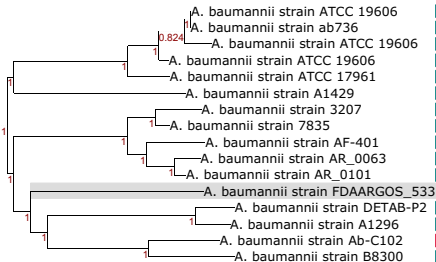 A. baumannii strain ATCC 19606
A. baumannii strain ab736
A. baumannii strain ATCC 19606
A. baumannii strain ATCC 19606
A. baumannii strain ATCC 17961
A. baumannii strain A1429
A. baumannii strain 3207
A. baumannii strain 7835
A. baumannii strain AF-401
A. baumannii strain AR_0063
A. baumannii strain AR_0101
A. baumannii strain FDAARGOS_533
A. baumannii strain DETAB-P2
A. baumannii strain A1296
A. baumannii strain Ab-C102
A. baumannii strain B8300
1
0.824
1
1
1
1
1
1
1
1
1
1
1
1